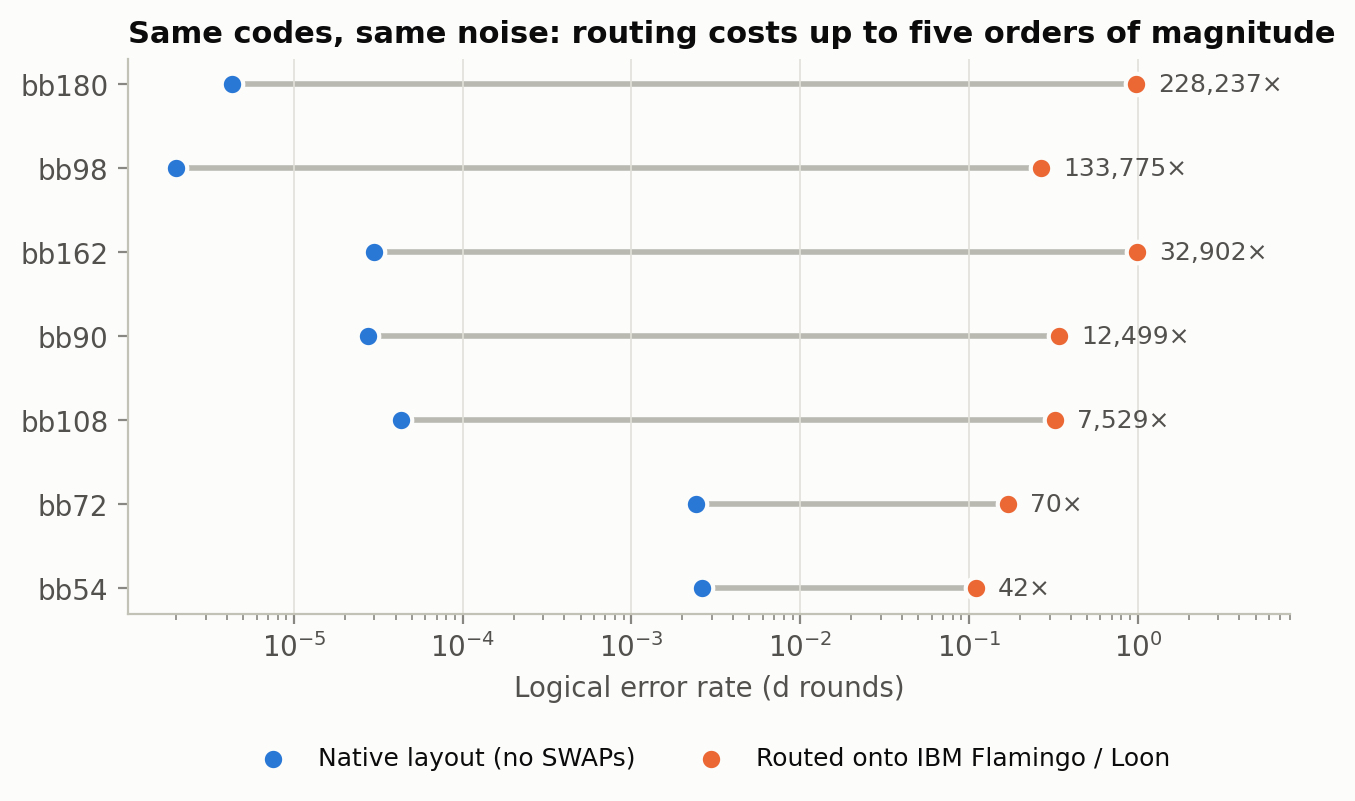 Same codes, same noise: routing costs up to five orders of magnitude
bb180 228,237×
bb98 133,775×
bb162 32,902×
bb90 12,499×
bb108 7,529×
bb72 70×
bb54 42×
10⁻⁵ 10⁻⁴ 10⁻³ 10⁻² 10⁻¹ 10⁰
Logical error rate (d rounds)
Native layout (no SWAPs) Routed onto IBM Flamingo / Loon